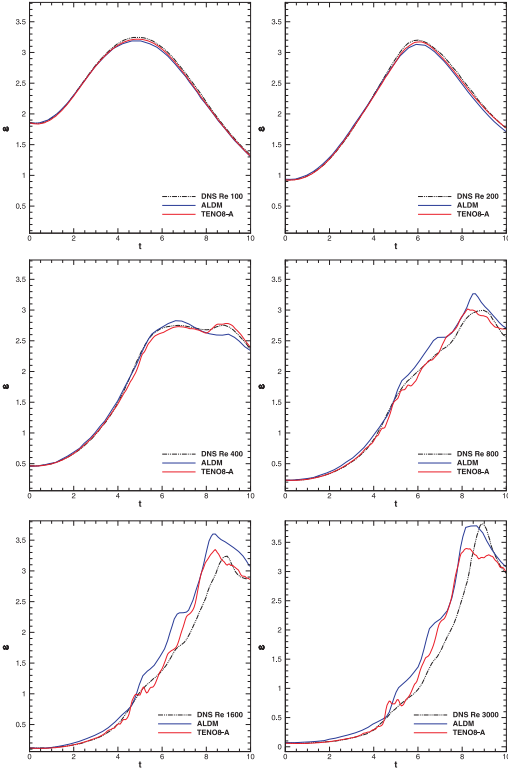 3.5
3
2.5
2
1.5
1
0.5
ε
0 2 4 6 8 10
t
DNS Re 100
ALDM
TENO8-A
3.5
3
2.5
2
1.5
1
0.5
ε
0 2 4 6 8 10
t
DNS Re 200
ALDM
TENO8-A
3.5
3
2.5
2
1.5
1
0.5
ε
0 2 4 6 8 10
t
DNS Re 400
ALDM
TENO8-A
3.5
3
2.5
2
1.5
1
0.5
ε
0 2 4 6 8 10
t
DNS Re 800
ALDM
TENO8-A
3.5
3
2.5
2
1.5
1
0.5
ε
0 2 4 6 8 10
t
DNS Re 1600
ALDM
TENO8-A
3.5
3
2.5
2
1.5
1
0.5
0
ε
0 2 4 6 8 10
t
DNS Re 3000
ALDM
TENO8-A